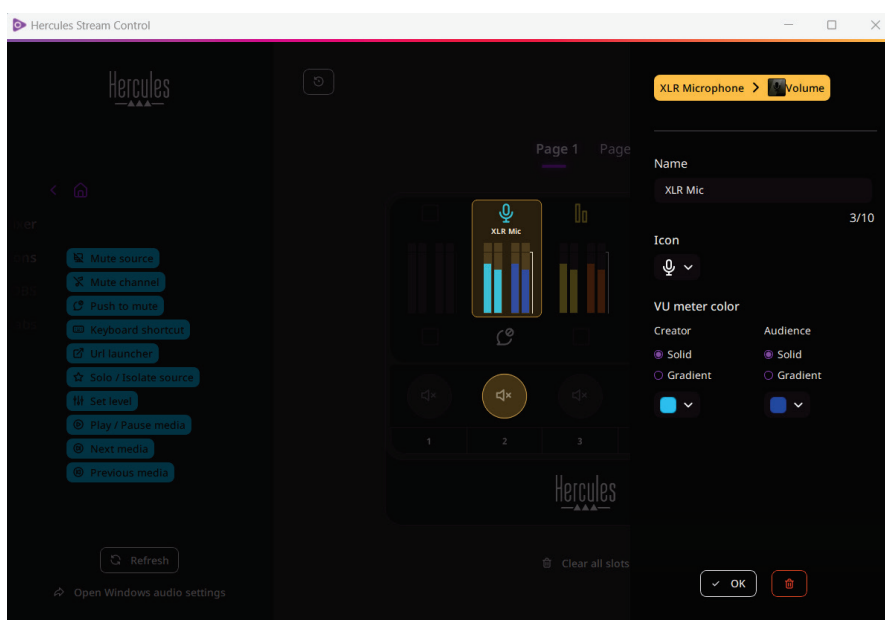 Hercules Stream Control
Hercules
Page 1 Page
er
ns
Mute source
Mute channel
Push to mute
Keyboard shortcut
Url launcher
Solo / Isolate source
Set level
Play / Pause media
Next media
Previous media
Refresh
Open Windows audio settings
XLR Mic
1 2 3
Hercules
Clear all slots
XLR Microphone > Volume
Name
XLR Mic
3/10
Icon
VU meter color
Creator Audience
Solid Solid
Gradient Gradient
OK